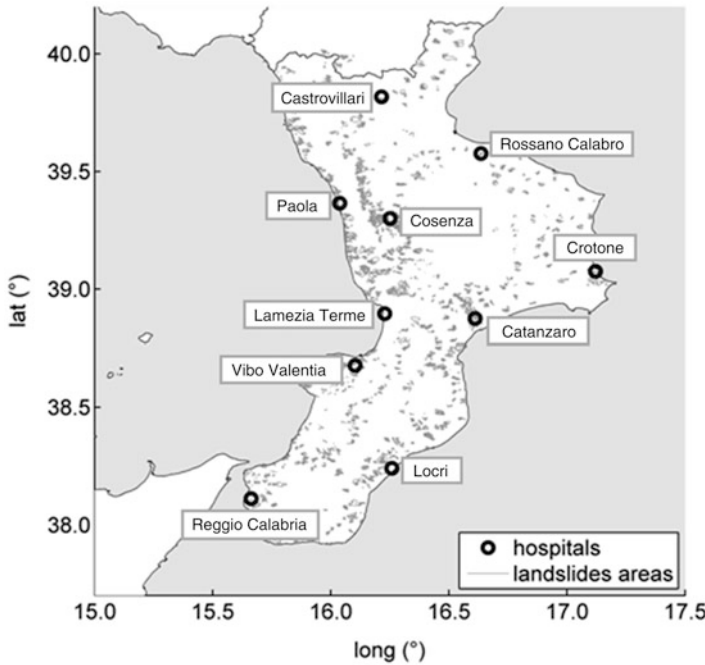 40.0
Castrovillari
Rossano Calabro
39.5
Paola
Cosenza
Crotone
39.0
Lamezia Terme
Catanzaro
Vibo Valentia
38.5
Locri
38.0
Reggio Calabria
hospitals
landslides areas
15.0 15.5 16.0 16.5 17.0 17.5
long (°)
lat (°)